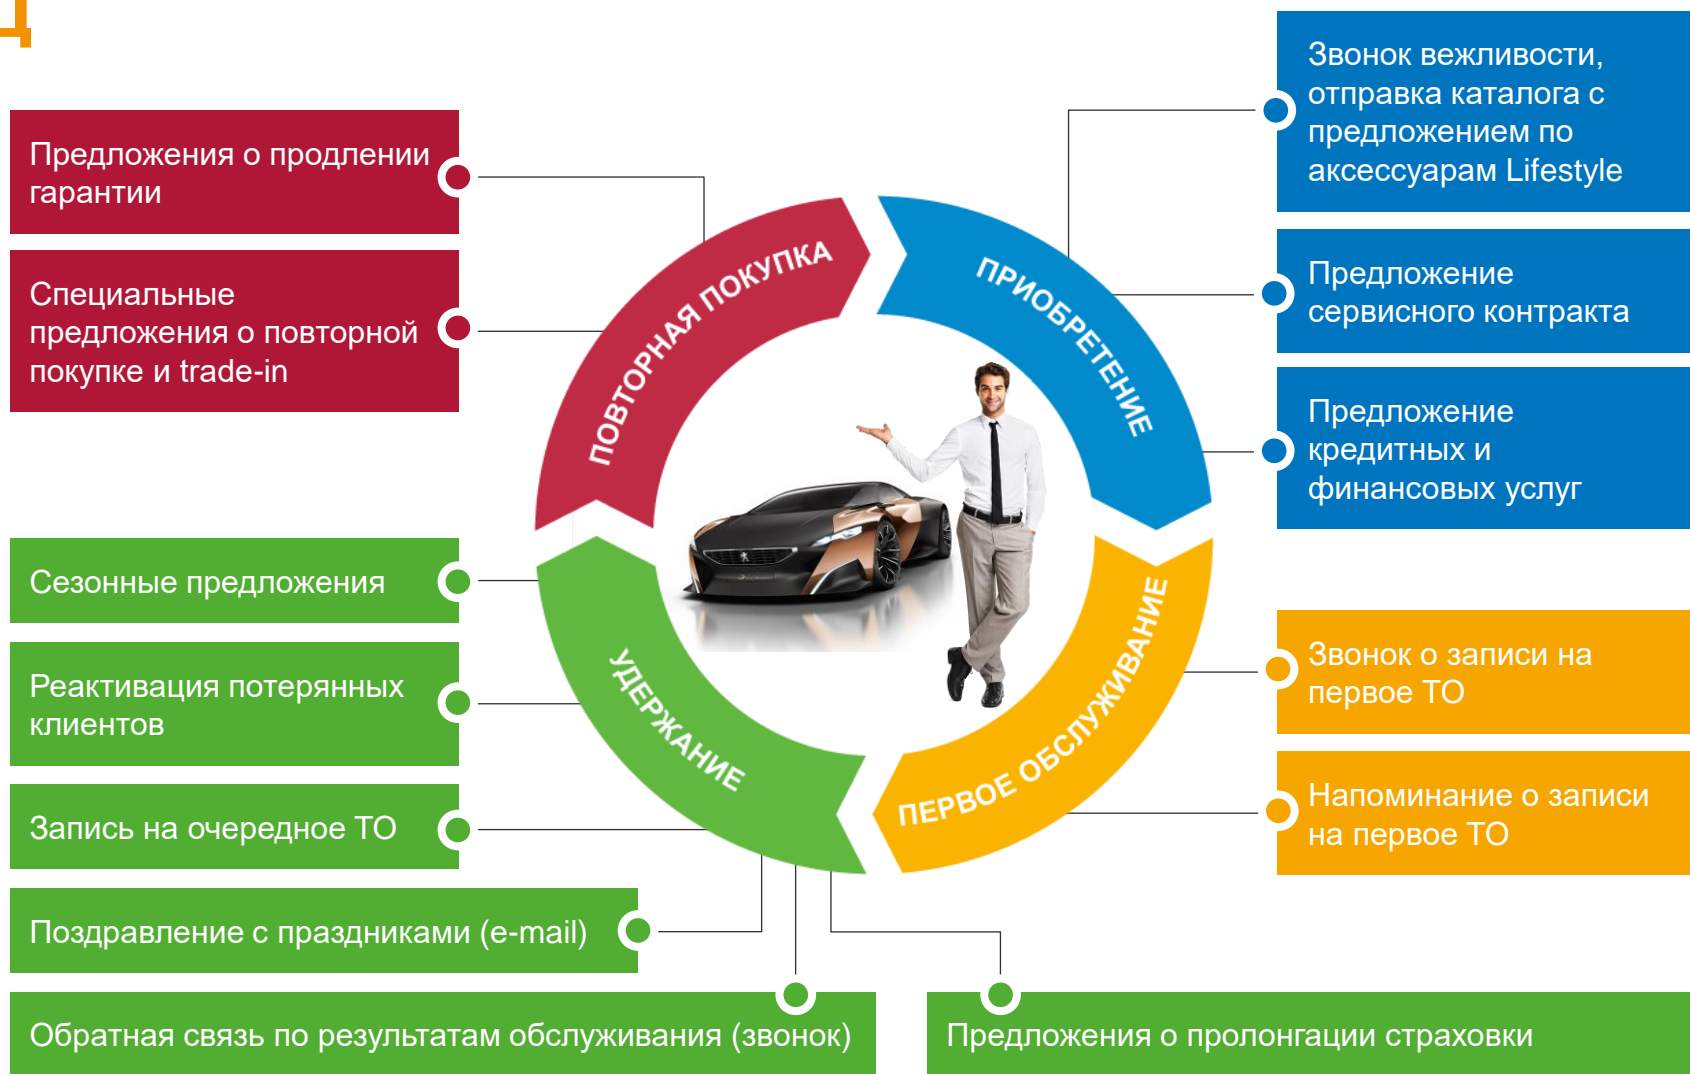 Ц
Предложения о продлении
гарантии
Специальные
предложения о повторной
покупке и trade-in
Сезонные предложения
Реактивация потерянных
клиентов
Запись на очередное ТО
Поздравление с праздниками (e-mail)
Обратная связь по результатам обслуживания (звонок)
ПОВТОРНАЯ ПОКУПКА
ПРИОБРЕТЕНИЕ
ПЕРВОЕ ОБСЛУЖИВАНИЕ
УДЕРЖАНИЕ
Звонок вежливости,
отправка каталога с
предложением по
аксессуарам Lifestyle
Предложение
сервисного контракта
Предложение
кредитных и
финансовых услуг
Звонок о записи на
первое ТО
Напоминание о записи
на первое ТО
Предложения о пролонгации страховки